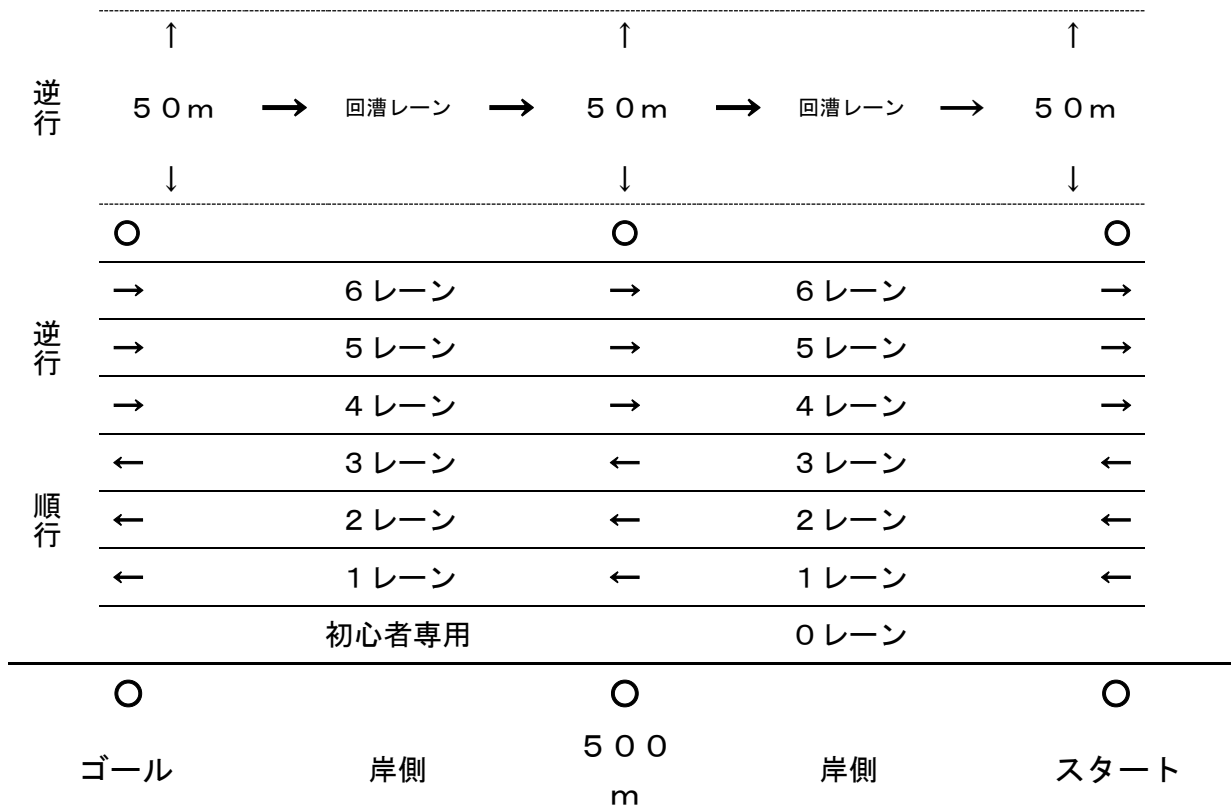 ↑ ↑ ↑
逆行 ５０ｍ → 回漕レーン → ５０ｍ → 回漕レーン → ５０ｍ
↓ ↓ ↓
○ ○ ○
→ ６レーン → ６レーン →
逆行 → ５レーン → ５レーン →
→ ４レーン → ４レーン →
← ３レーン ← ３レーン ←
順行 ← ２レーン ← ２レーン ←
← １レーン ← １レーン ←
初心者専用 ０レーン
○ ○ ○
ゴール 岸側 ５００ｍ 岸側 スタート